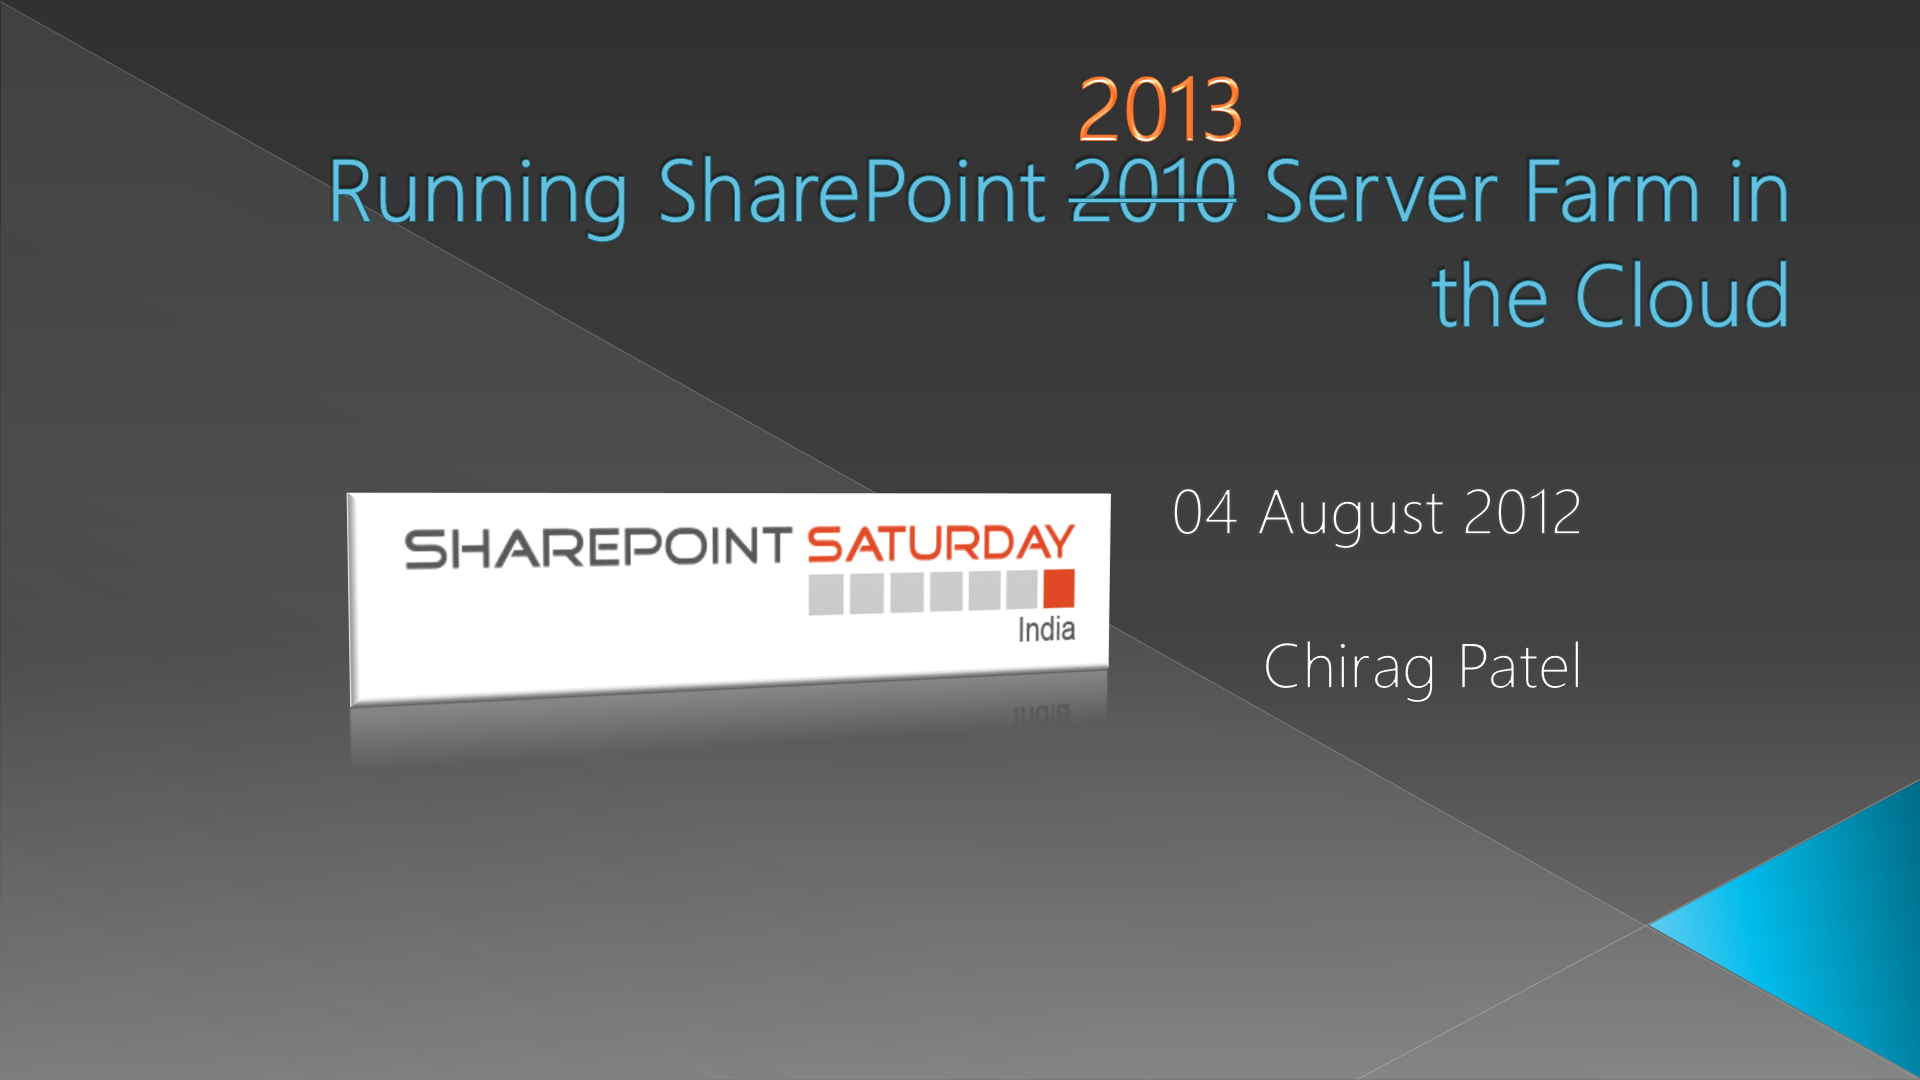 2013
Running SharePoint 2010 Server Farm in
the Cloud
04 August 2012
SHAREPOINT SATURDAY
India
Chirag Patel